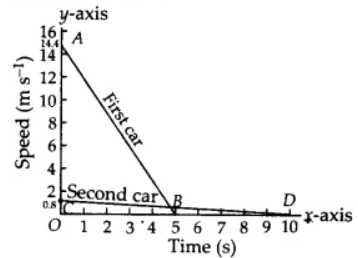 y-axis
16
14.4
14
12
10
8
6
4
2
0.8
A
First car
Second car
B
C
D
O
1 2 3 4 5 6 7 8 9 10
x-axis
Speed (m s⁻¹)
Time (s)